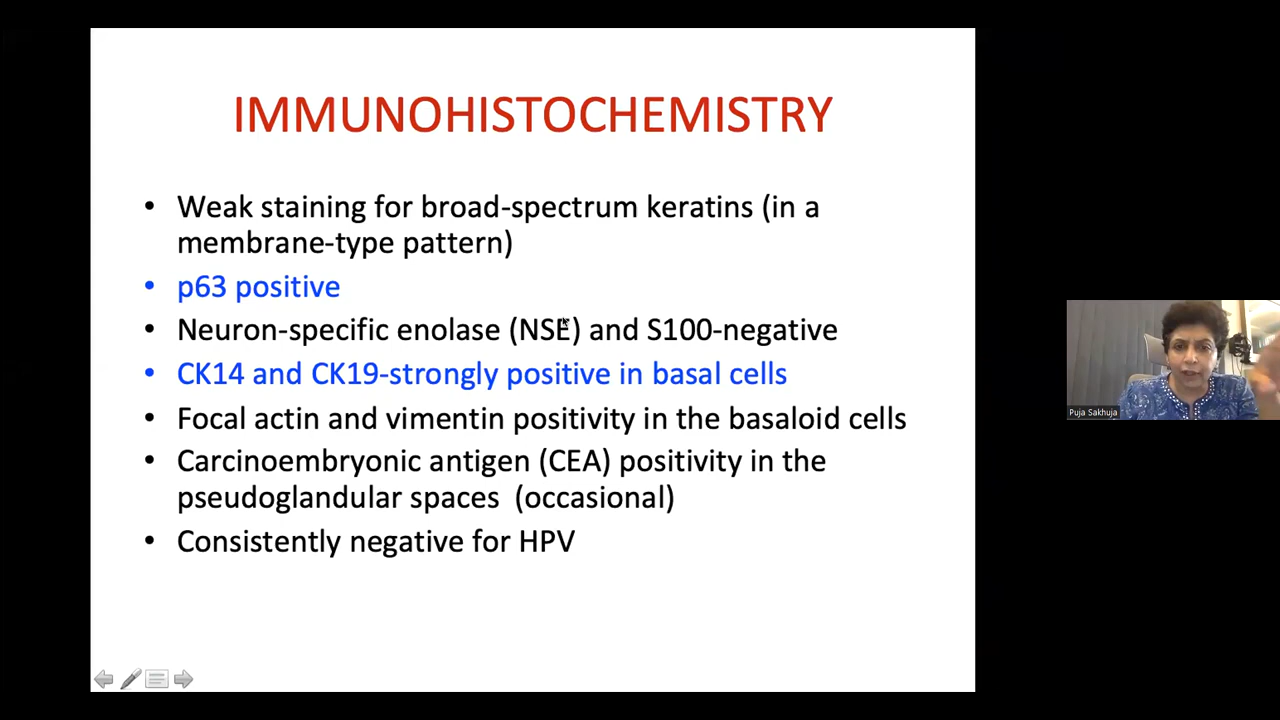 IMMUNOHISTOCHEMISTRY
• Weak staining for broad-spectrum keratins (in a
membrane-type pattern)
• p63 positive
• Neuron-specific enolase (NSE) and S100-negative
• CK14 and CK19-strongly positive in basal cells
• Focal actin and vimentin positivity in the basaloid cells
• Carcinoembryonic antigen (CEA) positivity in the
pseudoglandular spaces (occasional)
• Consistently negative for HPV
Puja Sakhuja